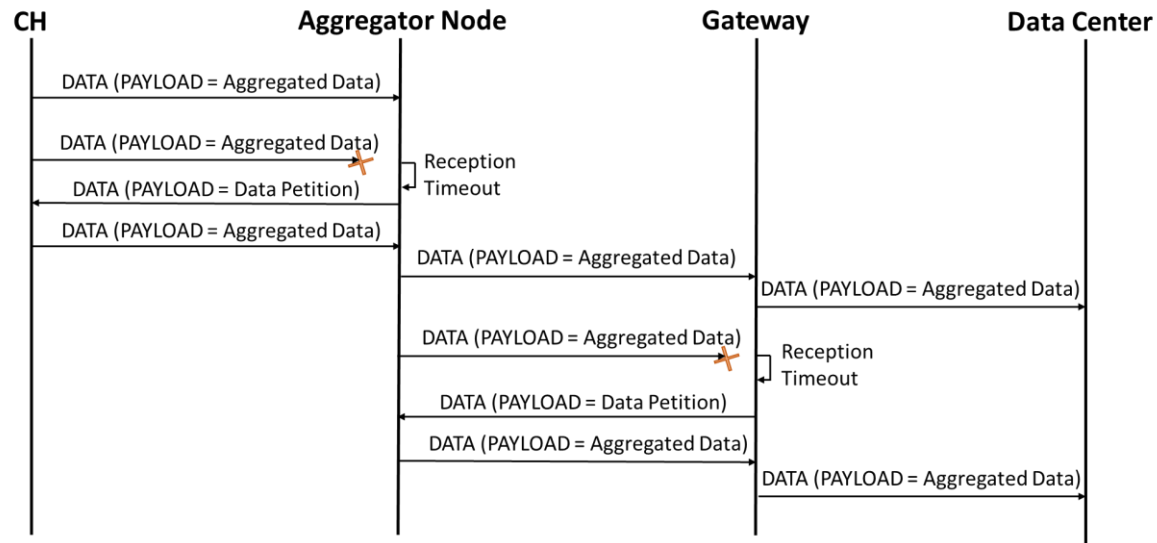 CH
Aggregator Node
Gateway
Data Center
DATA (PAYLOAD = Aggregated Data)
DATA (PAYLOAD = Aggregated Data)
Reception
Timeout
DATA (PAYLOAD = Data Petition)
DATA (PAYLOAD = Aggregated Data)
DATA (PAYLOAD = Aggregated Data)
DATA (PAYLOAD = Aggregated Data)
DATA (PAYLOAD = Aggregated Data)
Reception
Timeout
DATA (PAYLOAD = Data Petition)
DATA (PAYLOAD = Aggregated Data)
DATA (PAYLOAD = Aggregated Data)